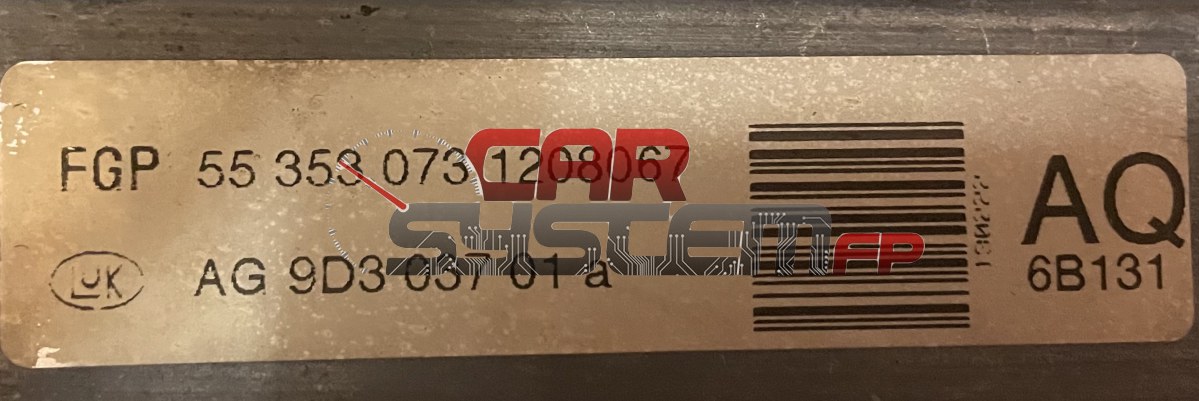 FGP 55 353 073 1208067
CAR
SYSTEM FP
LUK AG 9D3 037 01 a
AQ
6B131